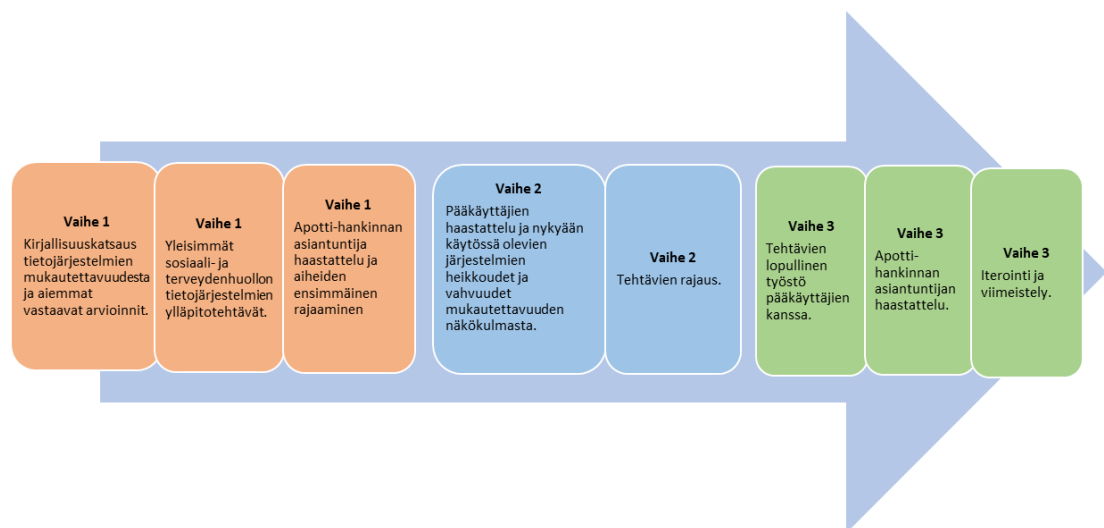 Vaihe 1
Kirjallisuuskatsaus
tietojärjestelmien
mukautettavuudesta
ja aiemmat
vastaavat arvioinnit.
Vaihe 1
Yleisimmät
sosiaali- ja
terveydenhuollon
tietojärjestelmien
ylläpitotehtävät.
Vaihe 1
Apotti-hankinnan
asiantuntija
haastattelu ja
aiheiden
ensimmäinen
rajaaminen
Vaihe 2
Pääkäyttäjien
haastattelu ja nykyään
käytössä olevien
järjestelmien
heikkoudet ja
vahvuudet
mukautettavuuden
näkökulmasta.
Vaihe 2
Tehtävien rajaus.
Vaihe 3
Tehtävien
lopullinen
työstö
pääkäyttäjien
kanssa.
Vaihe 3
Apotti-
hankinnan
asiantuntijan
haastattelu.
Vaihe 3
Iterointi ja
viimeistely.